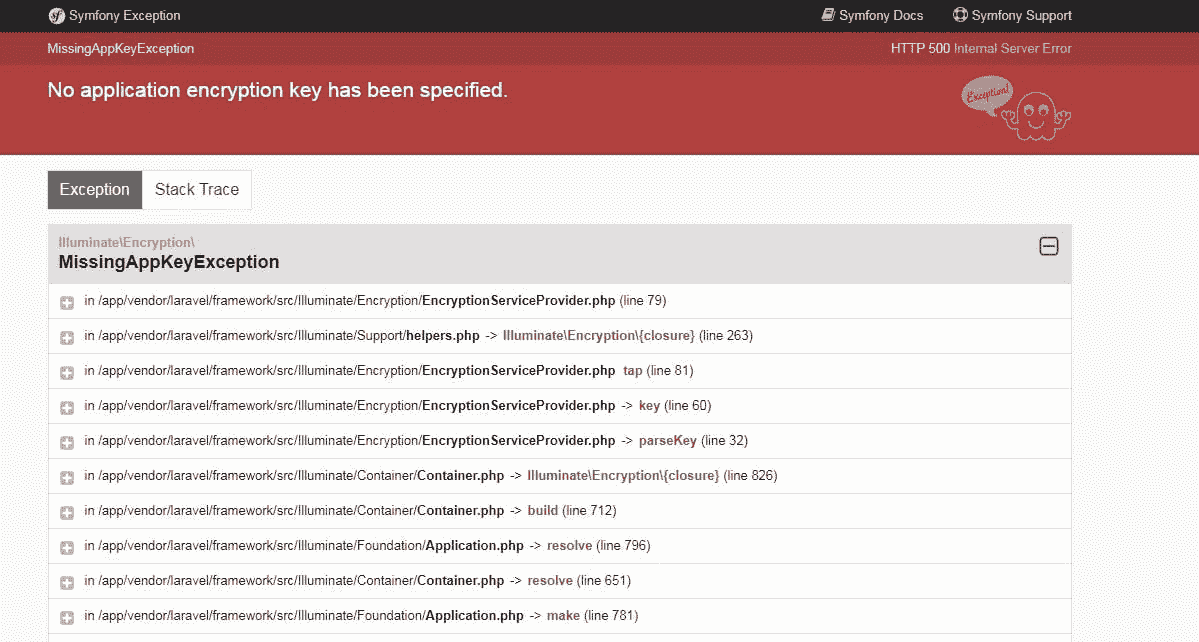 Symfony Exception
Symfony Docs
Symfony Support
MissingAppKeyException
HTTP 500 Internal Server Error
No application encryption key has been specified.
Exception!
Exception
Stack Trace
Illuminate\Encryption\
MissingAppKeyException
in /app/vendor/laravel/framework/src/Illuminate/Encryption/EncryptionServiceProvider.php (line 79)
in /app/vendor/laravel/framework/src/Illuminate/Support/helpers.php -> Illuminate\Encryption\{closure} (line 263)
in /app/vendor/laravel/framework/src/Illuminate/Encryption/EncryptionServiceProvider.php tap (line 81)
in /app/vendor/laravel/framework/src/Illuminate/Encryption/EncryptionServiceProvider.php -> key (line 60)
in /app/vendor/laravel/framework/src/Illuminate/Encryption/EncryptionServiceProvider.php -> parseKey (line 32)
in /app/vendor/laravel/framework/src/Illuminate/Container/Container.php -> Illuminate\Encryption\{closure} (line 826)
in /app/vendor/laravel/framework/src/Illuminate/Container/Container.php -> build (line 712)
in /app/vendor/laravel/framework/src/Illuminate/Foundation/Application.php -> resolve (line 796)
in /app/vendor/laravel/framework/src/Illuminate/Container/Container.php -> resolve (line 651)
in /app/vendor/laravel/framework/src/Illuminate/Foundation/Application.php -> make (line 781)